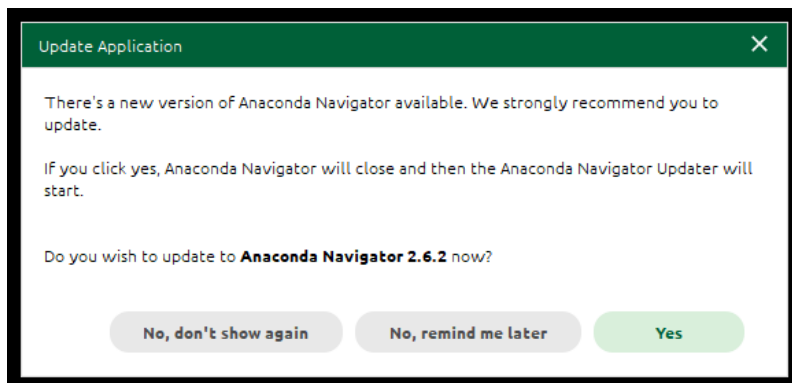 Update Application
There's a new version of Anaconda Navigator available. We strongly recommend you to
update.
If you click yes, Anaconda Navigator will close and then the Anaconda Navigator Updater will
start.
Do you wish to update to Anaconda Navigator 2.6.2 now?
No, don't show again
No, remind me later
Yes